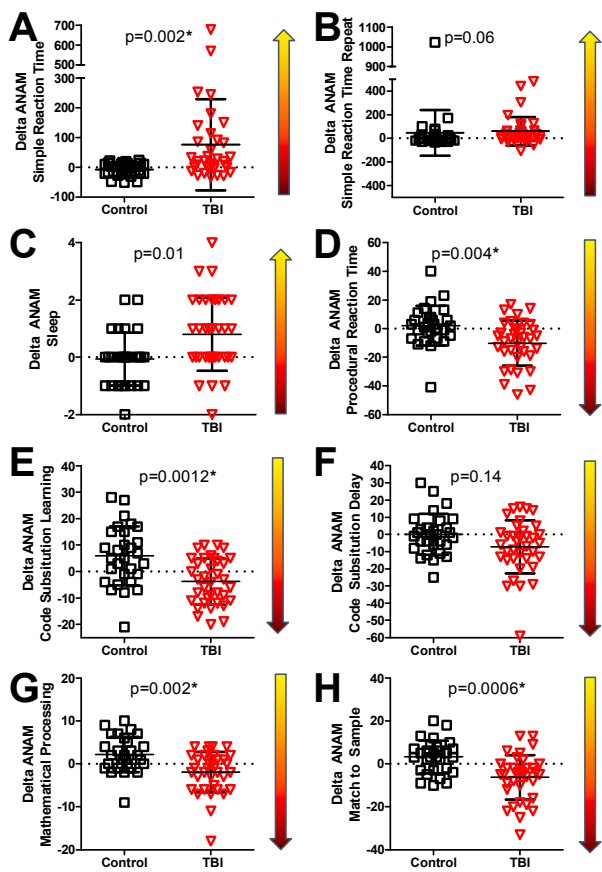 A
Delta ANAM
Simple Reaction Time
p=0.002*
700
600
500
300
200
100
0
-100
Control
TBI
B
Delta ANAM
Simple Reaction Time Repeat
p=0.06
1100
1000
400
200
0
-200
-400
Control
TBI
C
Delta ANAM
Sleep
p=0.01
4
2
0
-2
Control
TBI
D
Delta ANAM
Procedural Reaction Time
p=0.004*
60
40
20
0
-20
-40
-60
Control
TBI
E
Delta ANAM
Code Subsitution Learning
p=0.0012*
40
30
20
10
0
-10
-20
Control
TBI
F
Delta ANAM
Code Subsitution Delay
p=0.14
40
30
20
10
0
-10
-20
-30
-40
-50
-60
Control
TBI
G
Delta ANAM
Mathematical Processing
p=0.002*
20
10
0
-10
-20
Control
TBI
H
Delta ANAM
Match to Sample
p=0.0006*
40
20
0
-20
-40
Control
TBI